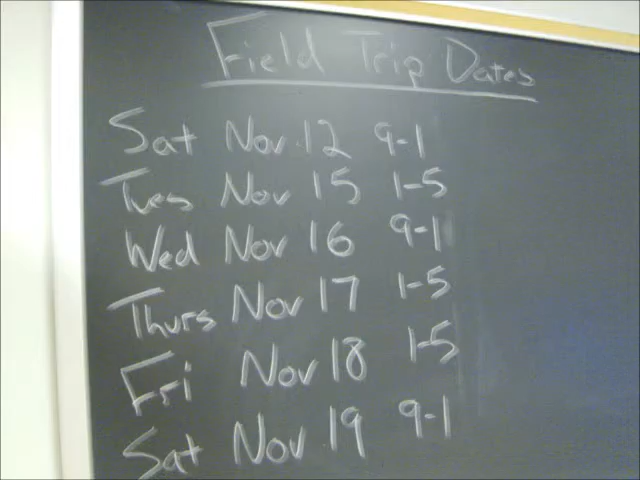 Field Trip Dates
Sat Nov 12 9-1
Tues Nov 15 1-5
Wed Nov 16 9-1
Thurs Nov 17 1-5
Fri Nov 18 1-5
Sat Nov 19 9-1